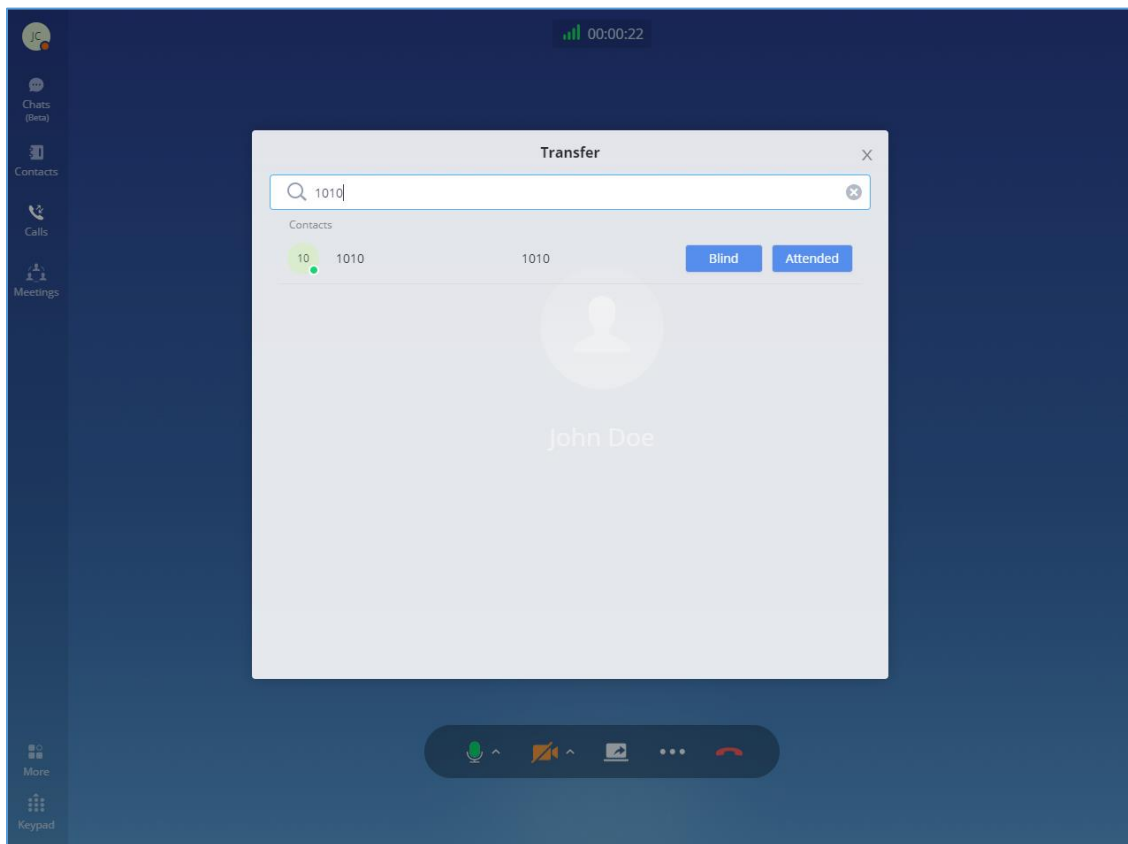 JC
00:00:22
Chats
(Beta)
Contacts
Calls
Meetings
Transfer
X
1010
Contacts
10 1010 1010 Blind Attended
John Doe
More
Keypad